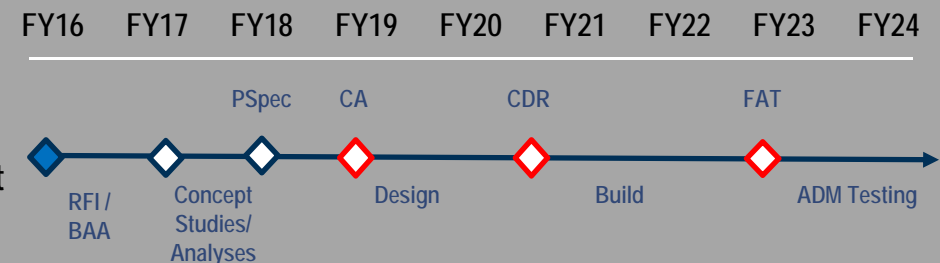 FY16 FY17 FY18 FY19 FY20 FY21 FY22 FY23 FY24
PSpec CA CDR FAT
t
RFI / BAA
Concept Studies/ Analyses
Design
Build
ADM Testing